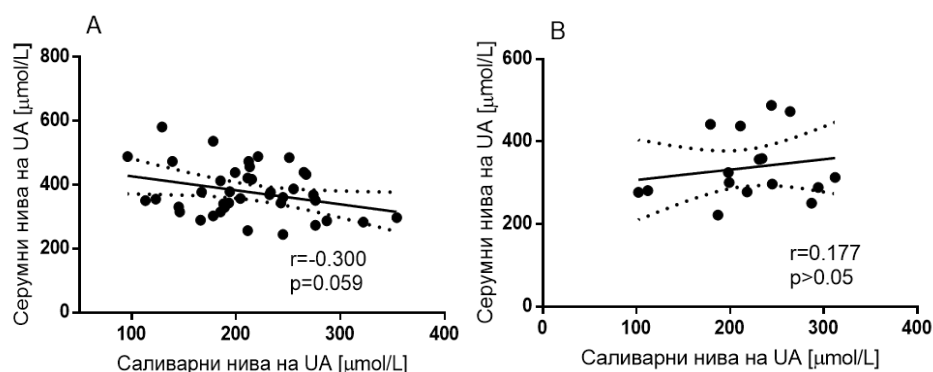 A
Серумни нива на UA [μmol/L]
800
600
400
200
0
100
200
300
400
r=-0.300
p=0.059
Саливарни нива на UA [μmol/L]
B
Серумни нива на UA [μmol/L]
600
400
200
0
0
100
200
300
400
r=0.177
p>0.05
Саливарни нива на UA [μmol/L]